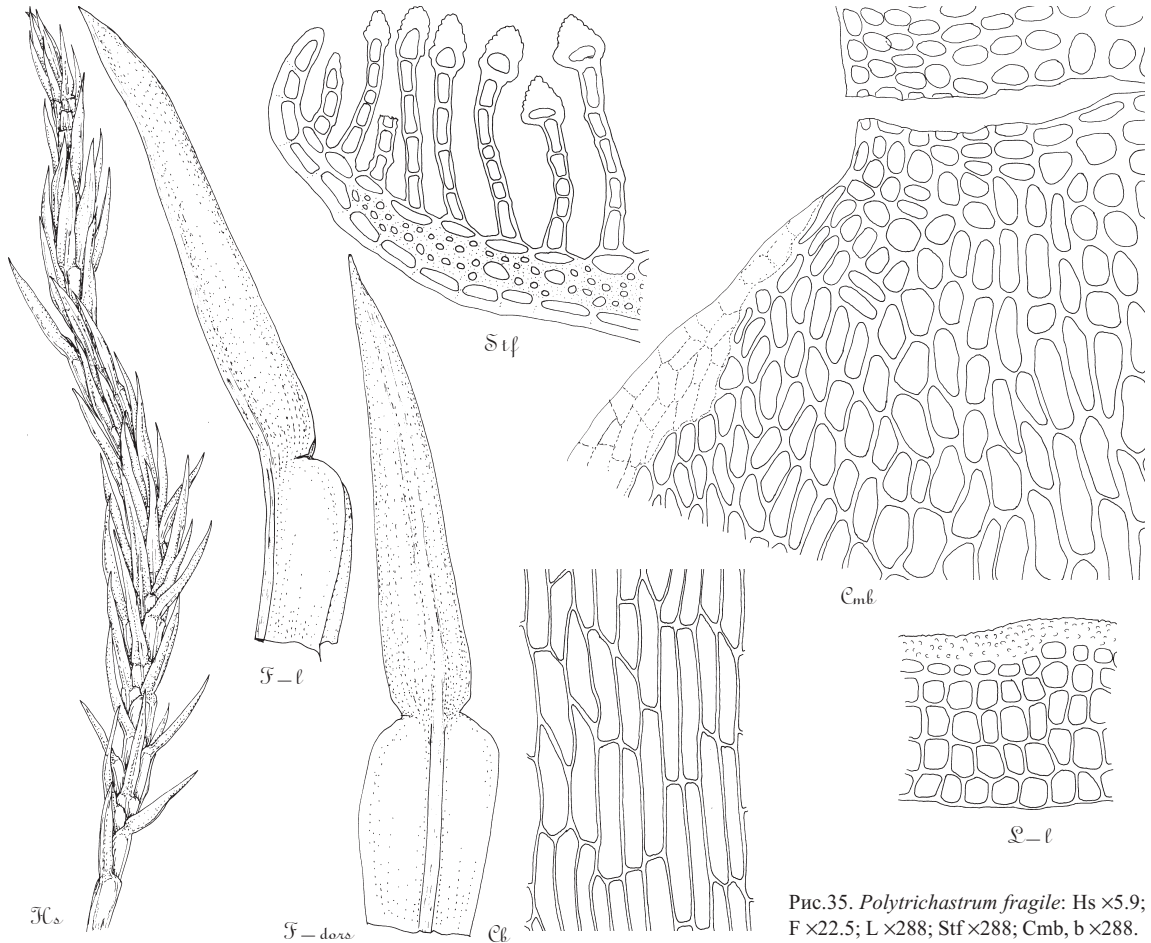 Stf
Cmb
F–l
L–l
Hs
F–dors
Cb
Рис.35. Polytrichastrum fragile: Hs ×5.9;
F ×22.5; L ×288; Stf ×288; Cmb, b ×288.